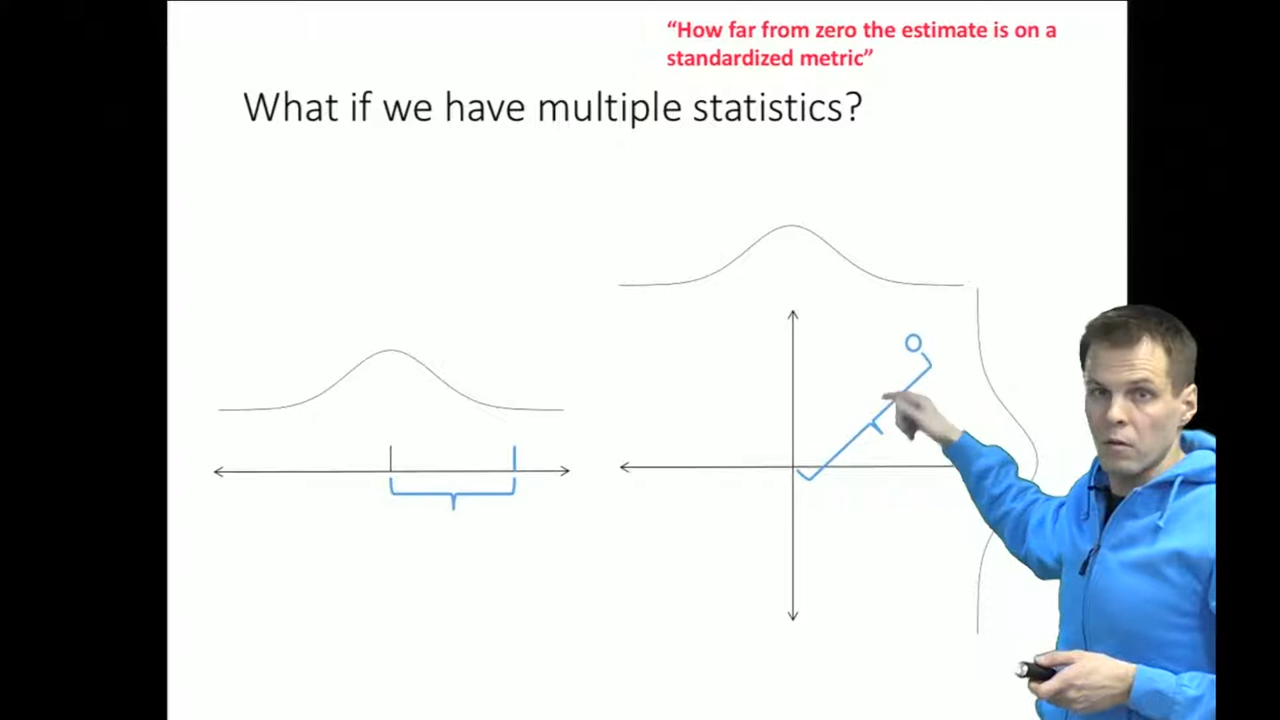 “How far from zero the estimate is on a
standardized metric”
What if we have multiple statistics?